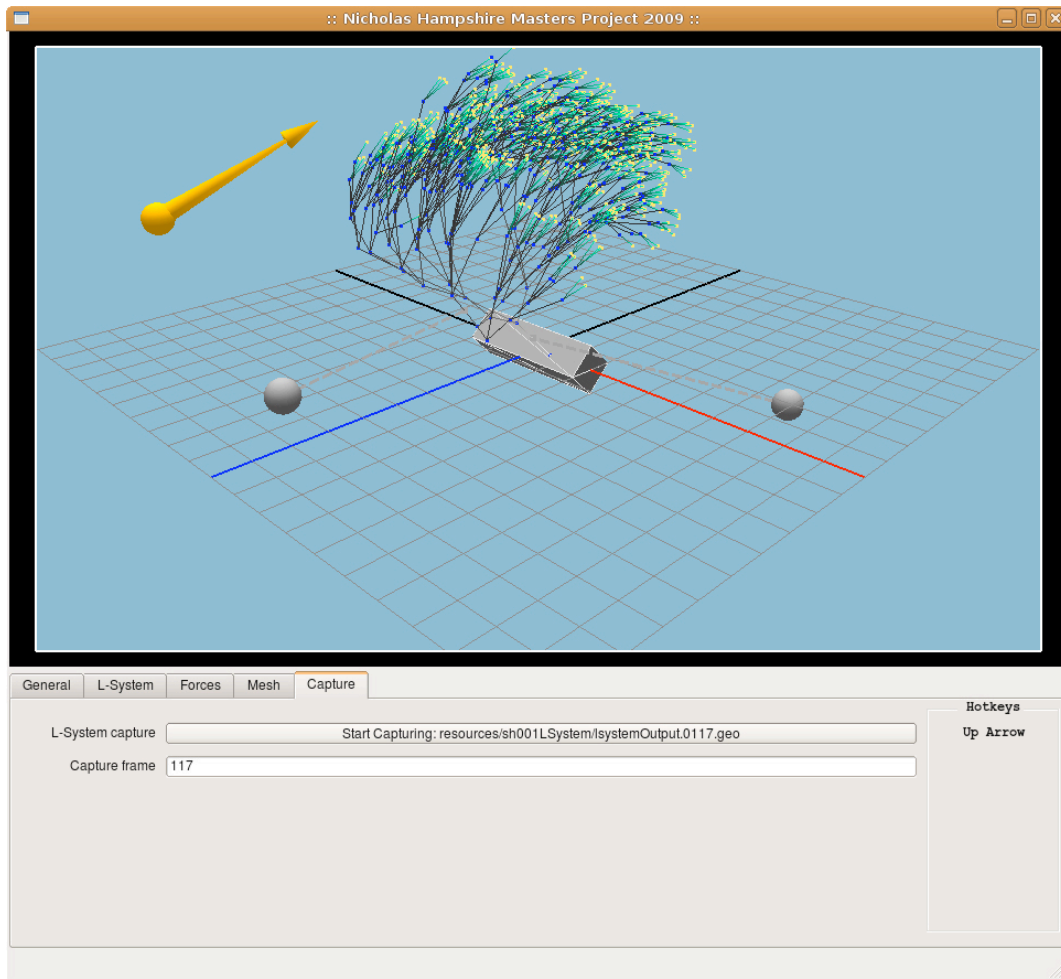 :: Nicholas Hampshire Masters Project 2009 ::
General L-System Forces Mesh Capture
Hotkeys
L-System capture Start Capturing: resources/sh001LSystem/lsystemOutput.0117.geo Up Arrow
Capture frame 117